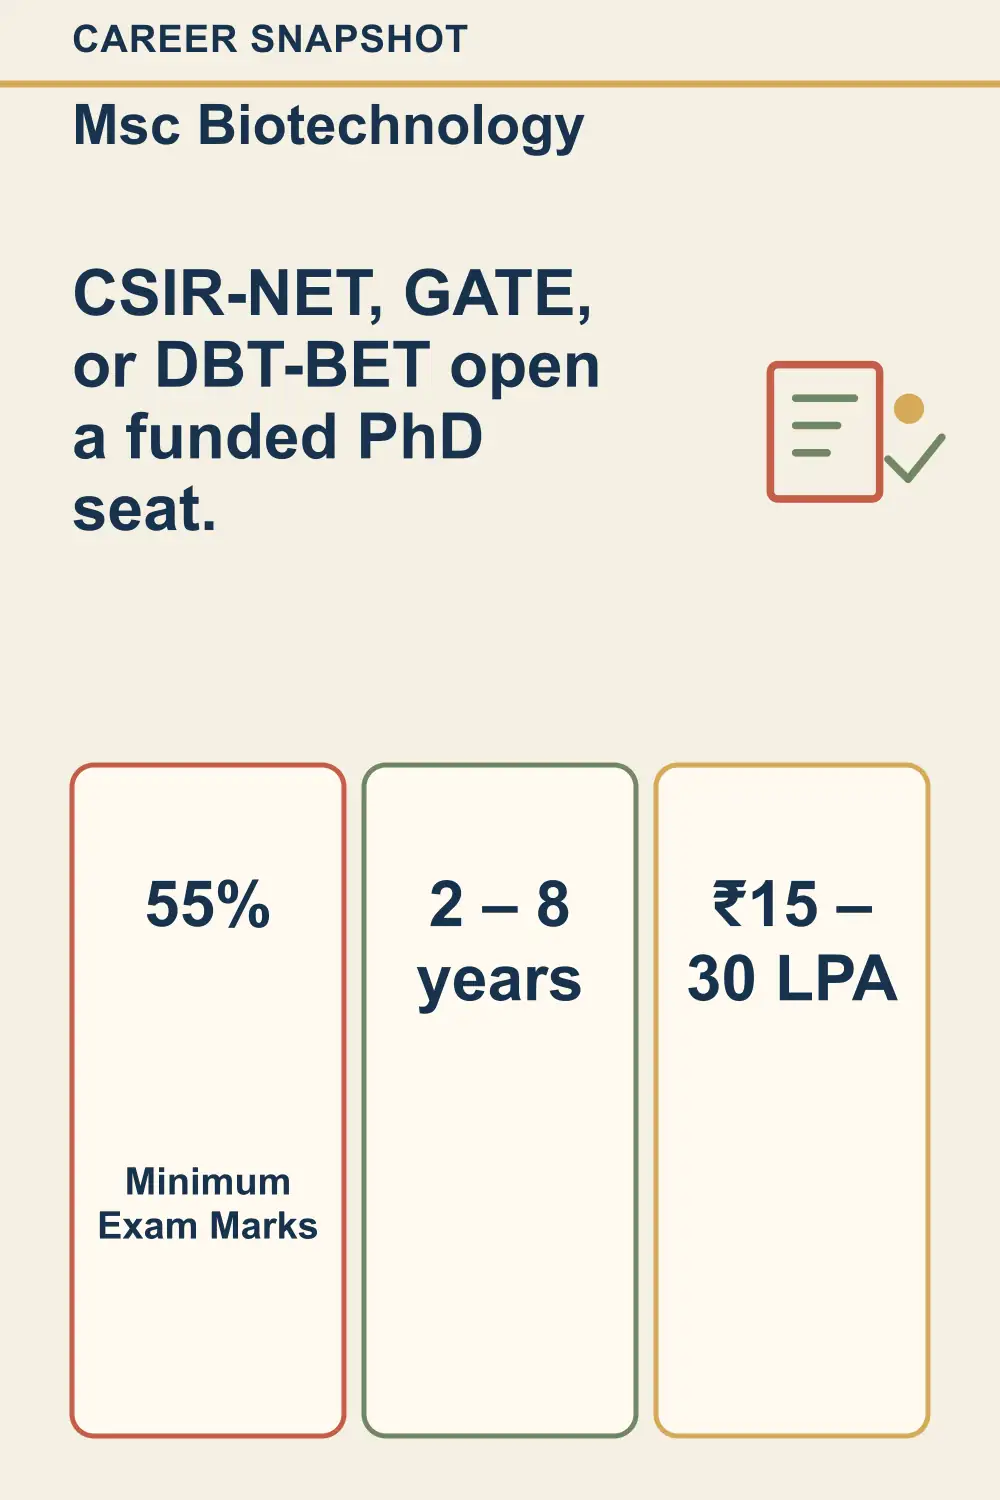 CAREER SNAPSHOT
Msc Biotechnology
CSIR-NET, GATE,
or DBT-BET open
a funded PhD
seat.
55%
Minimum
Exam Marks
2 – 8
years
₹15 –
30 LPA